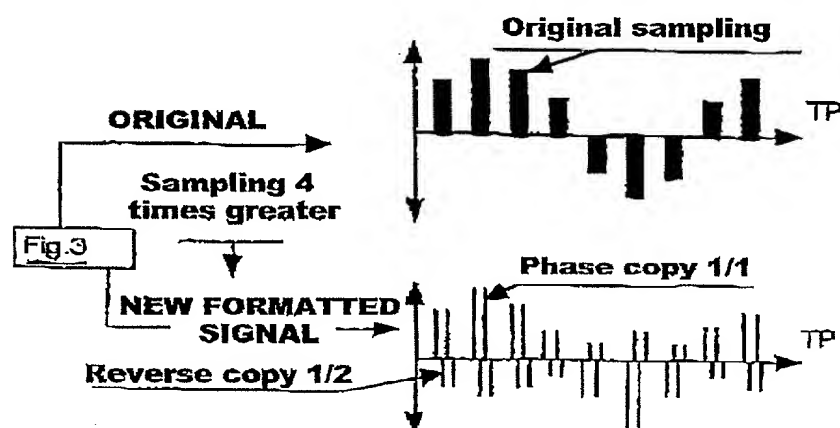 Original sampling
ORIGINAL
TP
Sampling 4
times greater
Fig.3
Phase copy 1/1
NEW FORMATTED
SIGNAL
TP
Reverse copy 1/2